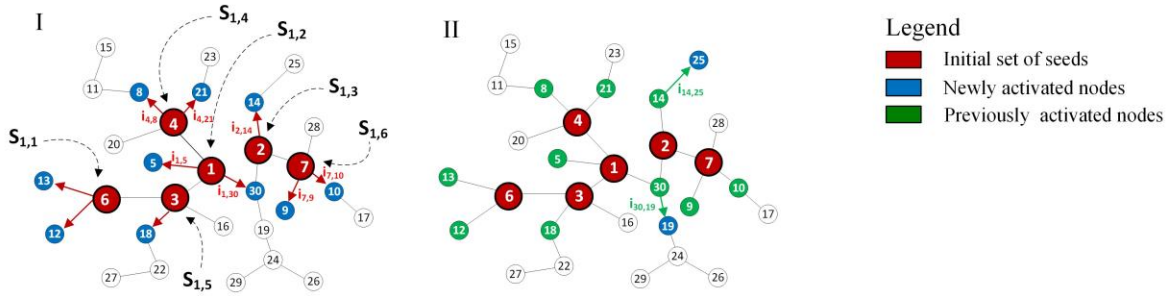 I
S1,4
S1,2
S1,3
S1,6
S1,1
S1,5
15
23
11
8
21
i4,8
i4,21
4
20
25
14
i2,14
28
2
7
i7,10
i7,9
10
17
9
5
i1,5
1
i1,30
30
13
6
3
12
18
16
19
22
27
24
29
26
II
15
23
25
11
8
21
14
i14,25
4
20
28
2
7
5
1
30
10
17
9
13
6
3
i30,19
12
18
16
19
22
27
24
29
26
Legend
Initial set of seeds
Newly activated nodes
Previously activated nodes